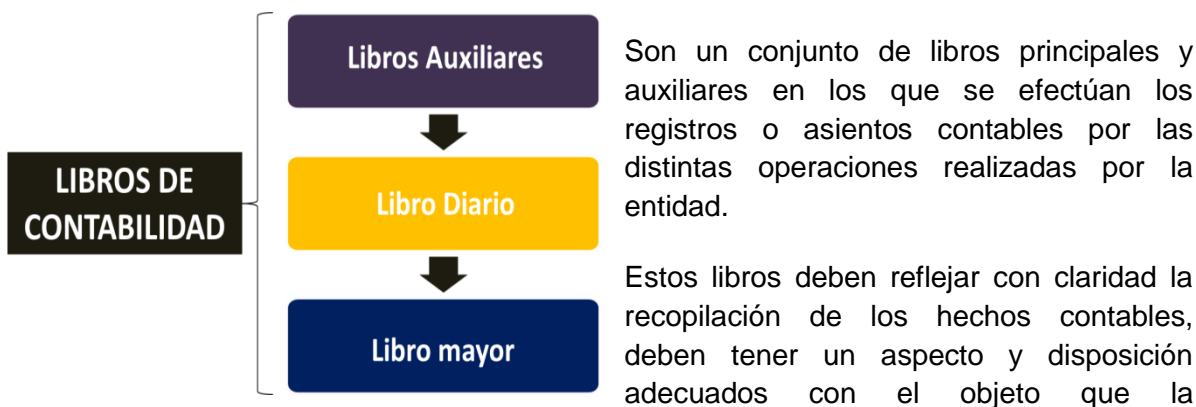 LIBROS DE
CONTABILIDAD
Libros Auxiliares
Libro Diario
Libro mayor
Son un conjunto de libros principales y
auxiliares en los que se efectúan los
registros o asientos contables por las
distintas operaciones realizadas por la
entidad.
Estos libros deben reflejar con claridad la
recopilación de los hechos contables,
deben tener un aspecto y disposición
adecuados con el objeto que la